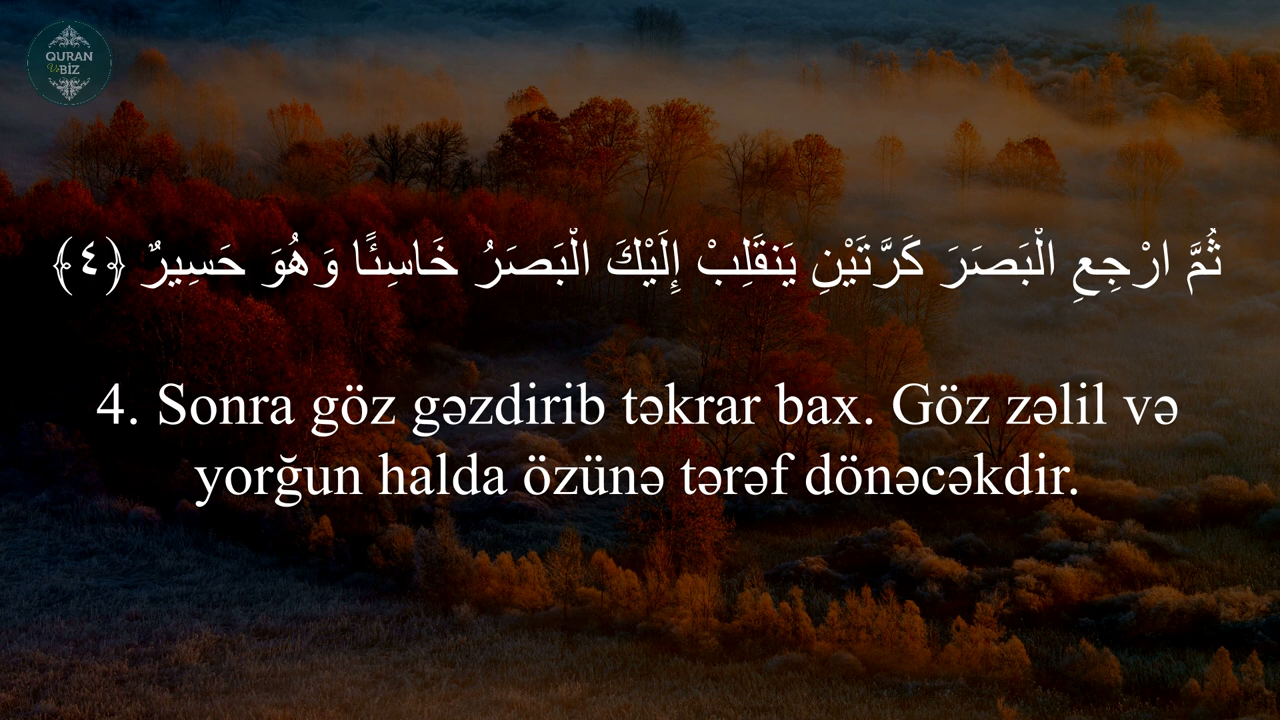 QURAN
Və BİZ
ثُمَّ ارْجِعِ الْبَصَرَ كَرَّتَيْنِ يَنقَلِبْ إِلَيْكَ الْبَصَرُ خَاسِئًا وَهُوَ حَسِيرٌ ﴿٤﴾
4. Sonra göz gəzdirib təkrar bax. Göz zəlil və
yorğun halda özünə tərəf dönəcəkdir.